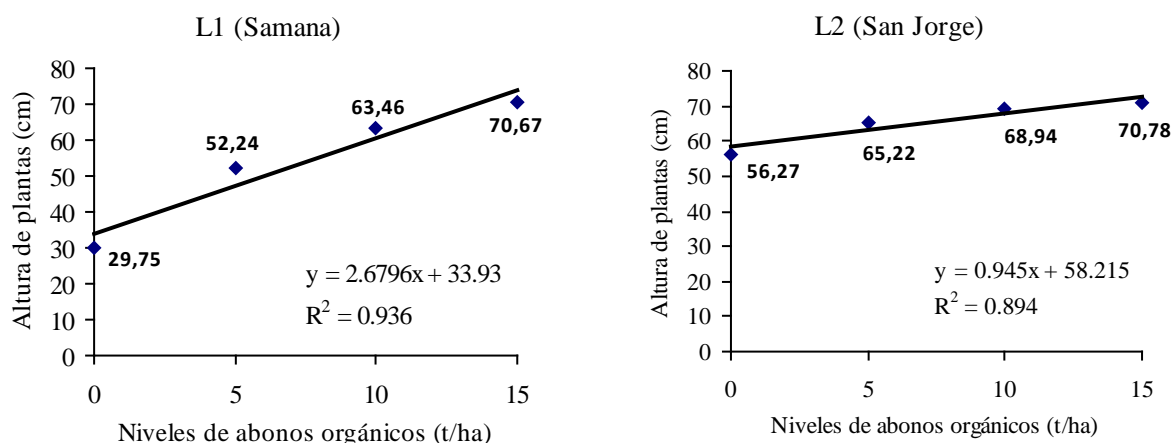 L1 (Samana)
Altura de plantas (cm)
80
70
60
50
40
30
20
10
0
29,75
52,24
63,46
70,67
y = 2.6796x + 33.93
R² = 0.936
0 5 10 15
Niveles de abonos orgánicos (t/ha)
L2 (San Jorge)
Altura de plantas (cm)
80
70
60
50
40
30
20
10
0
56,27
65,22
68,94
70,78
y = 0.945x + 58.215
R² = 0.894
0 5 10 15
Niveles de abonos orgánicos (t/ha)